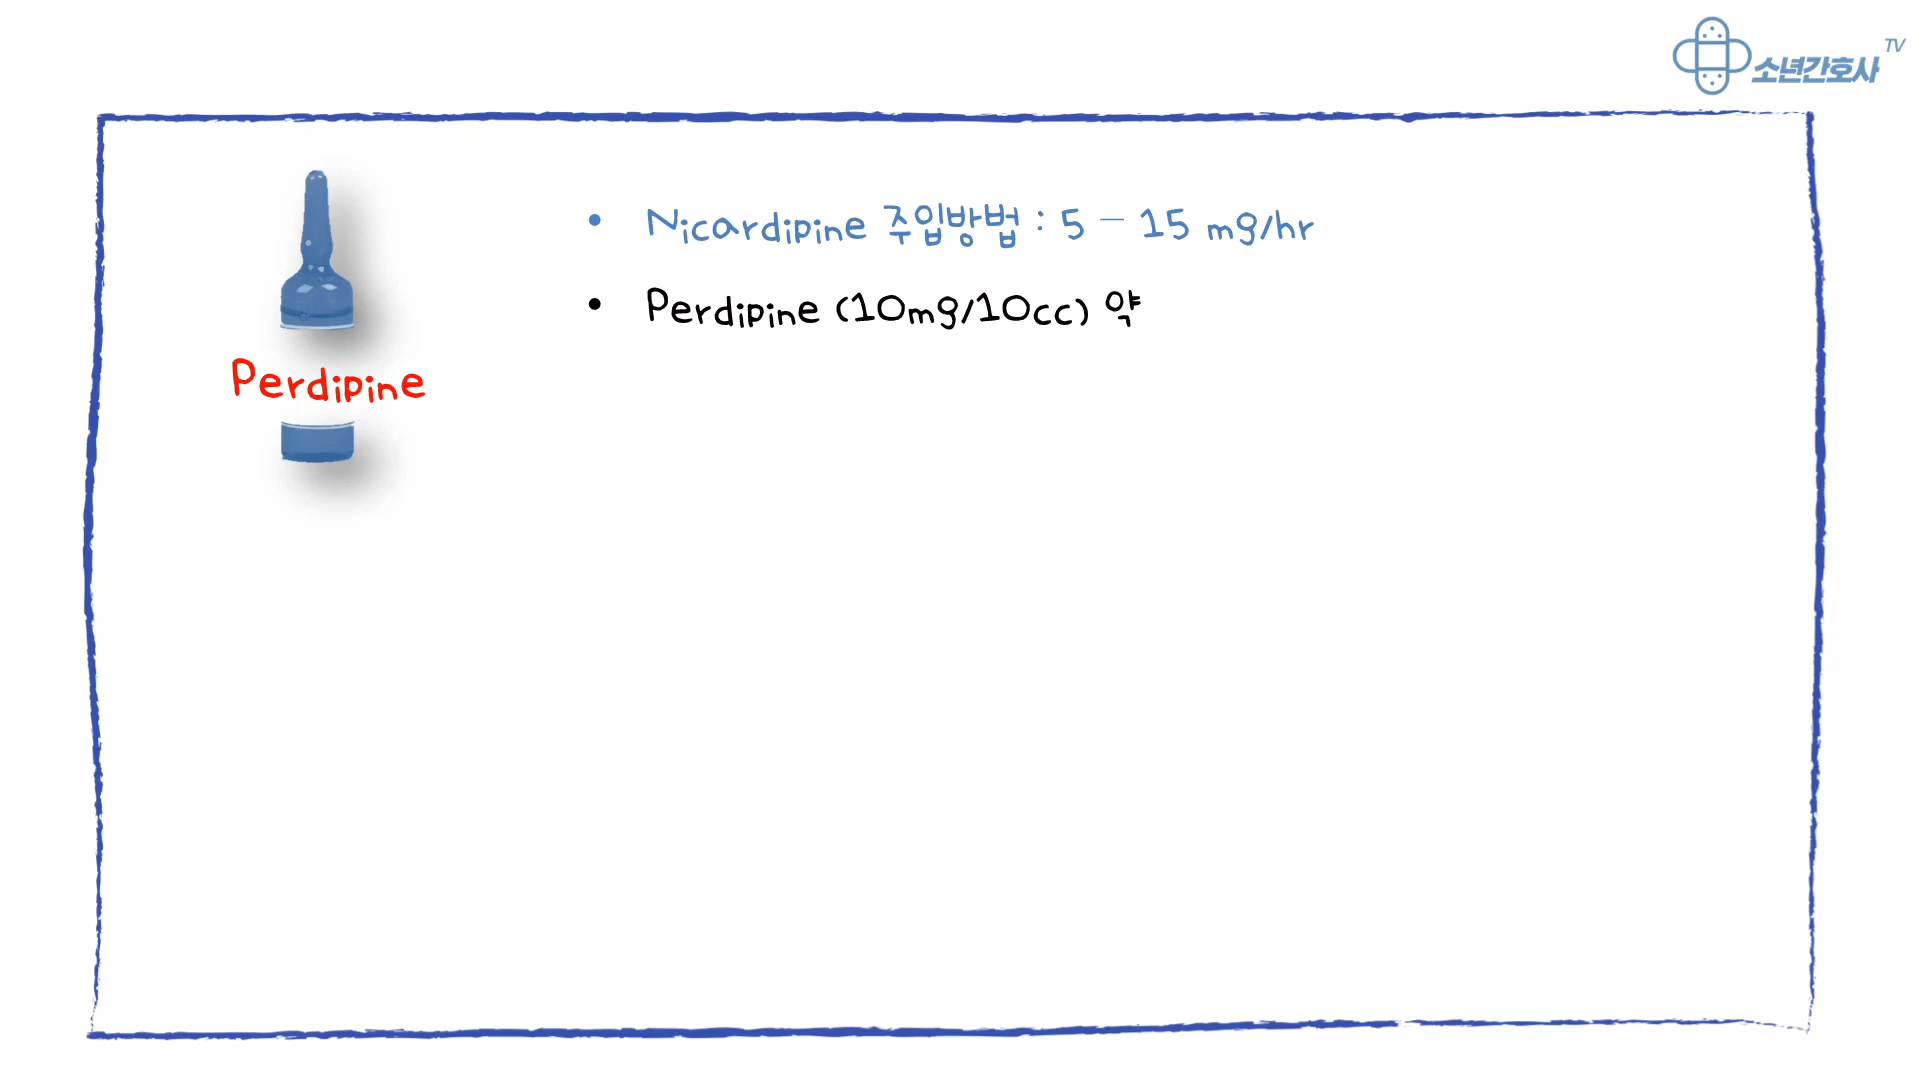 소년간호사 TV
• Nicardipine 주입방법 : 5 – 15 mg/hr
• Perdipine (10mg/10cc) 약
Perdipine